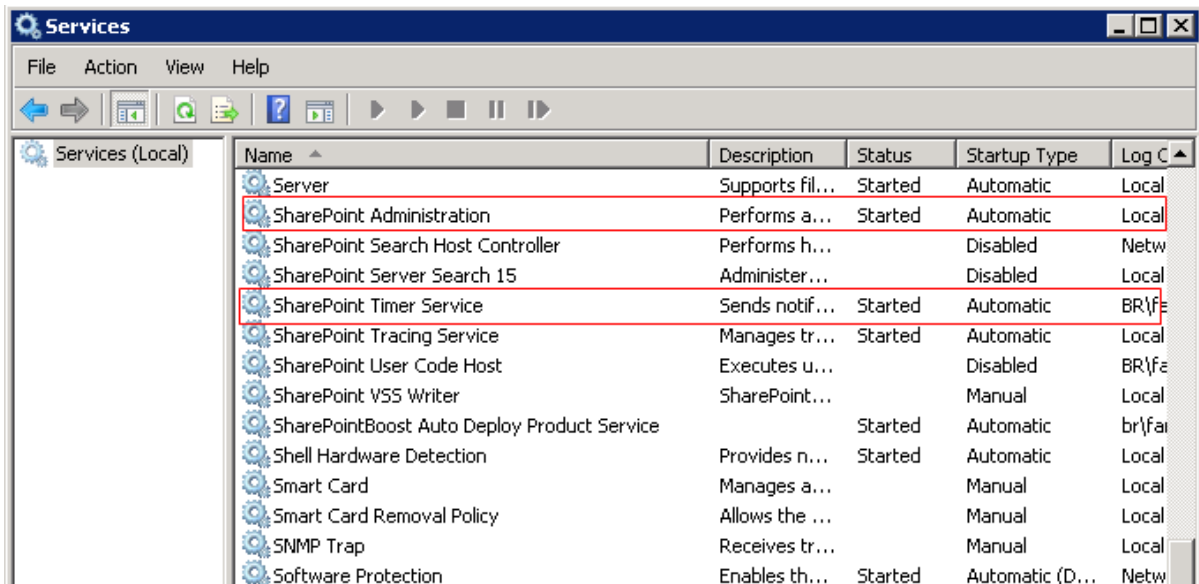 Services
File Action View Help
Services (Local)
Name Description Status Startup Type Log O
Server Supports fil... Started Automatic Local
SharePoint Administration Performs a... Started Automatic Local
SharePoint Search Host Controller Performs h... Disabled Netw
SharePoint Server Search 15 Administer... Disabled Local
SharePoint Timer Service Sends notif... Started Automatic BR\fa
SharePoint Tracing Service Manages tr... Started Automatic Local
SharePoint User Code Host Executes u... Disabled BR\fa
SharePoint VSS Writer SharePoint... Manual Local
SharePointBoost Auto Deploy Product Service Started Automatic br\far
Shell Hardware Detection Provides n... Started Automatic Local
Smart Card Manages a... Manual Local
Smart Card Removal Policy Allows the ... Manual Local
SNMP Trap Receives tr... Manual Local
Software Protection Enables th... Started Automatic (D... Netw